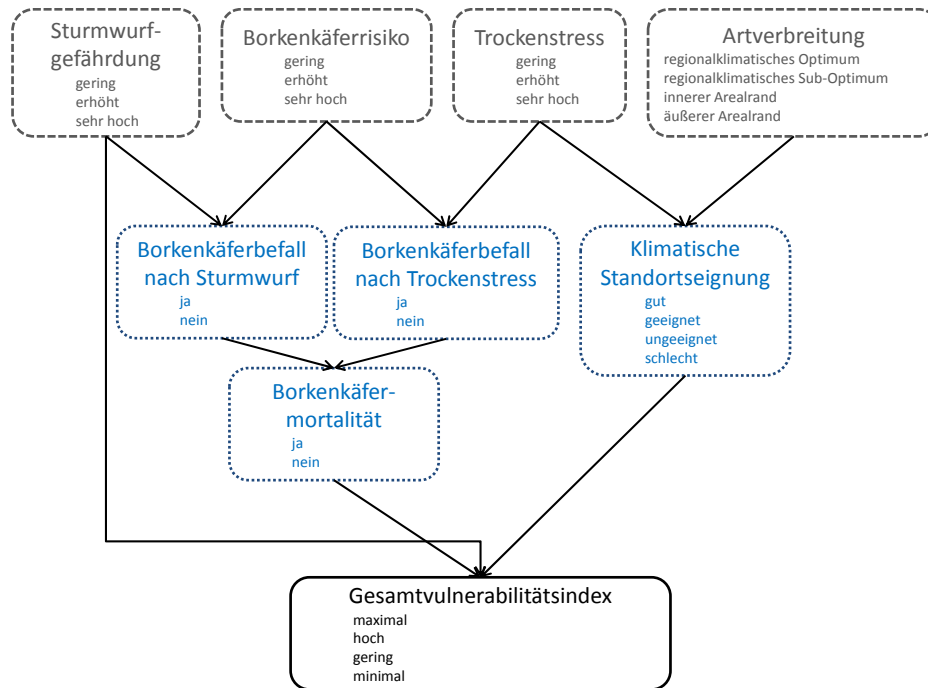 Sturmwurf-
gefährdung
gering
erhöht
sehr hoch
Borkenkäferrisiko
gering
erhöht
sehr hoch
Trockenstress
gering
erhöht
sehr hoch
Artverbreitung
regionalklimatisches Optimum
regionalklimatisches Sub-Optimum
innerer Arealrand
äußerer Arealrand
Borkenkäferbefall
nach Sturmwurf
ja
nein
Borkenkäferbefall
nach Trockenstress
ja
nein
Klimatische
Standortseignung
gut
geeignet
ungeeignet
schlecht
Borkenkäfer-
mortalität
ja
nein
Gesamtvulnerabilitätsindex
maximal
hoch
gering
minimal